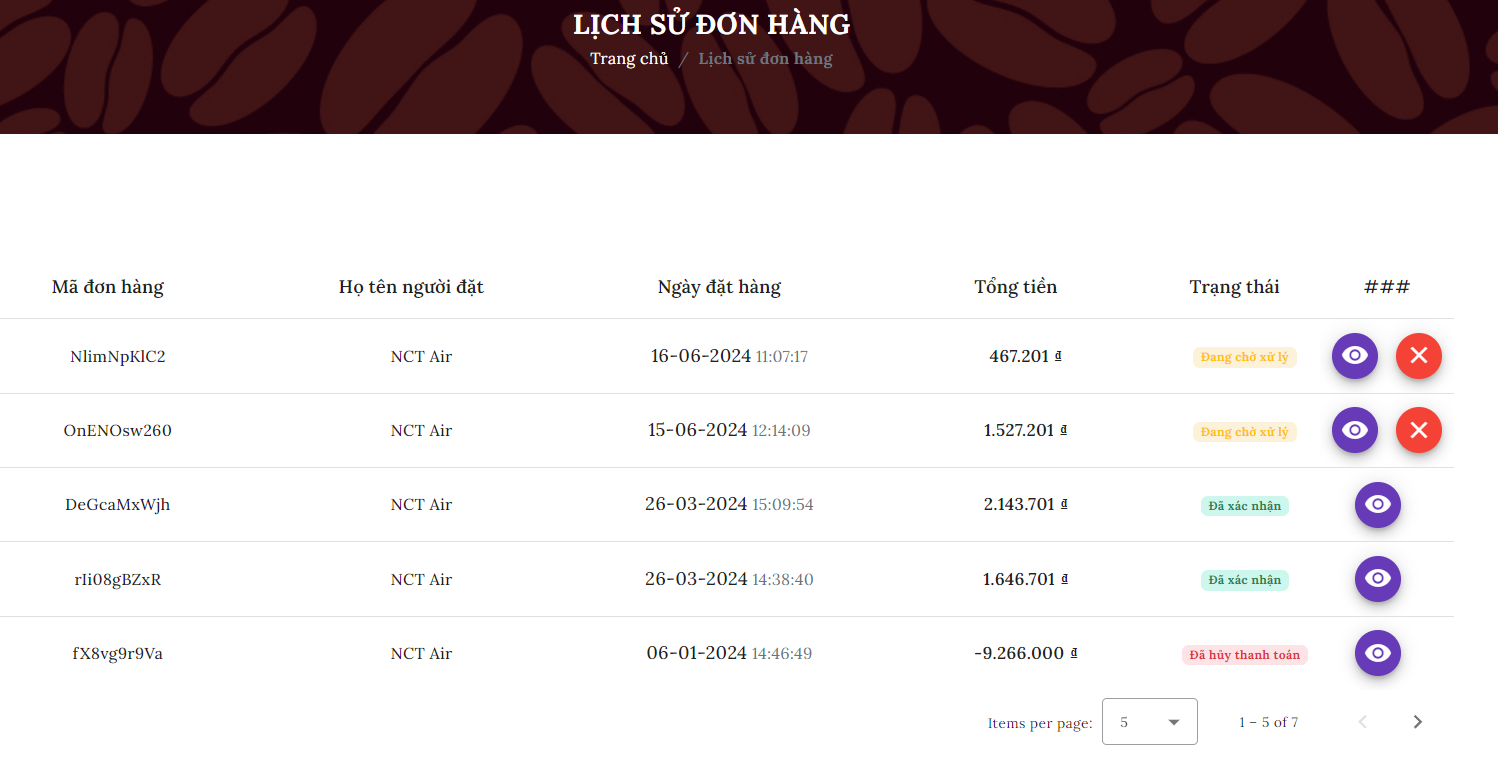 LỊCH SỬ ĐƠN HÀNG
Trang chủ / Lịch sử đơn hàng
Mã đơn hàng Họ tên người đặt Ngày đặt hàng Tổng tiền Trạng thái ###
NlimNpKlC2 NCT Air 16-06-2024 11:07:17 467.201 ₫ Đang chờ xử lý
OnENOsw260 NCT Air 15-06-2024 12:14:09 1.527.201 ₫ Đang chờ xử lý
DeGcaMxWjh NCT Air 26-03-2024 15:09:54 2.143.701 ₫ Đã xác nhận
rIi08gBZxR NCT Air 26-03-2024 14:38:40 1.646.701 ₫ Đã xác nhận
fX8vg9r9Va NCT Air 06-01-2024 14:46:49 -9.266.000 ₫ Đã hủy thanh toán
Items per page: 5 1 – 5 of 7